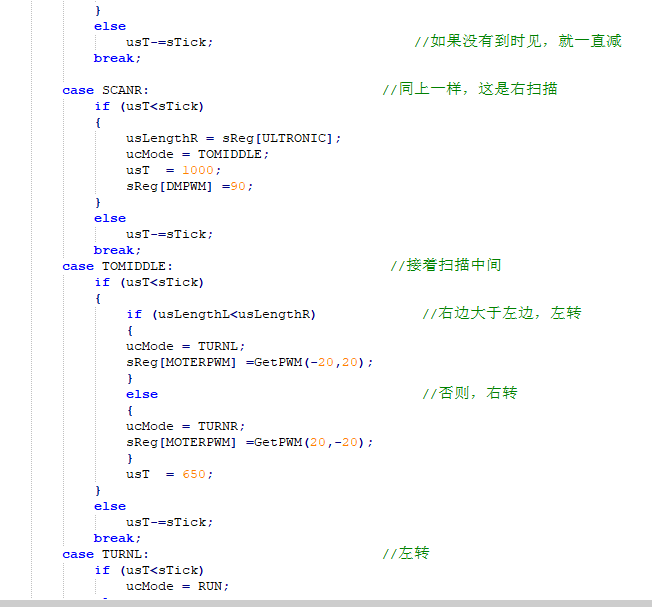 }
else
usT-=sTick; //如果没有到时见，就一直减
break;
case SCANR: //同上一样，这是右扫描
if (usT<sTick)
{
usLengthR = sReg[ULTRONIC];
ucMode = TOMIDDLE;
usT = 1000;
sReg[DMPWM] =90;
}
else
usT-=sTick;
break;
case TOMIDDLE: //接着扫描中间
if (usT<sTick)
{
if (usLengthL<usLengthR) //右边大于左边，左转
{
ucMode = TURNL;
sReg[MOTERPWM] =GetPWM(-20,20);
}
else //否则，右转
{
ucMode = TURNR;
sReg[MOTERPWM] =GetPWM(20,-20);
}
usT = 650;
}
else
usT-=sTick;
break;
case TURNL: //左转
if (usT<sTick)
ucMode = RUN;